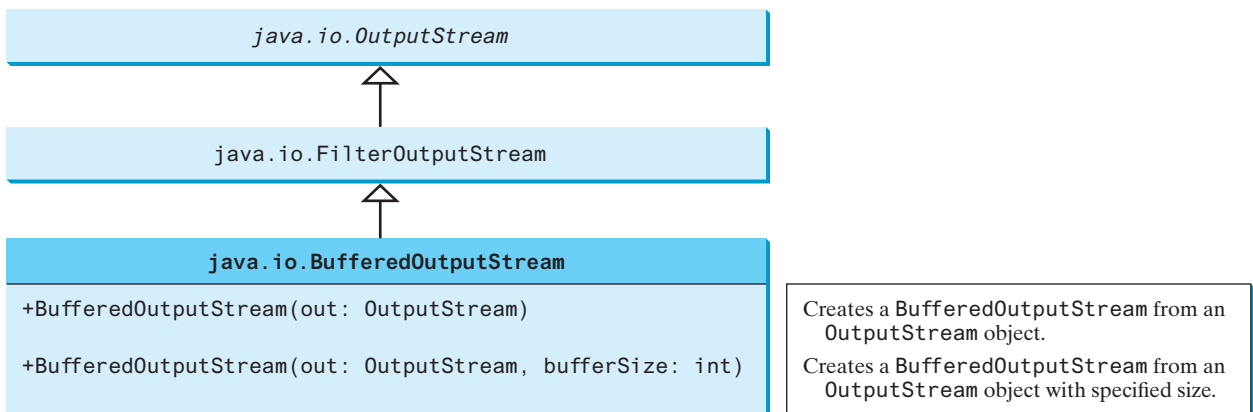 java.io.OutputStream
java.io.FilterOutputStream
java.io.BufferedOutputStream
+BufferedOutputStream(out: OutputStream)
+BufferedOutputStream(out: OutputStream, bufferSize: int)
Creates a BufferedOutputStream from an
OutputStream object.
Creates a BufferedOutputStream from an
OutputStream object with specified size.